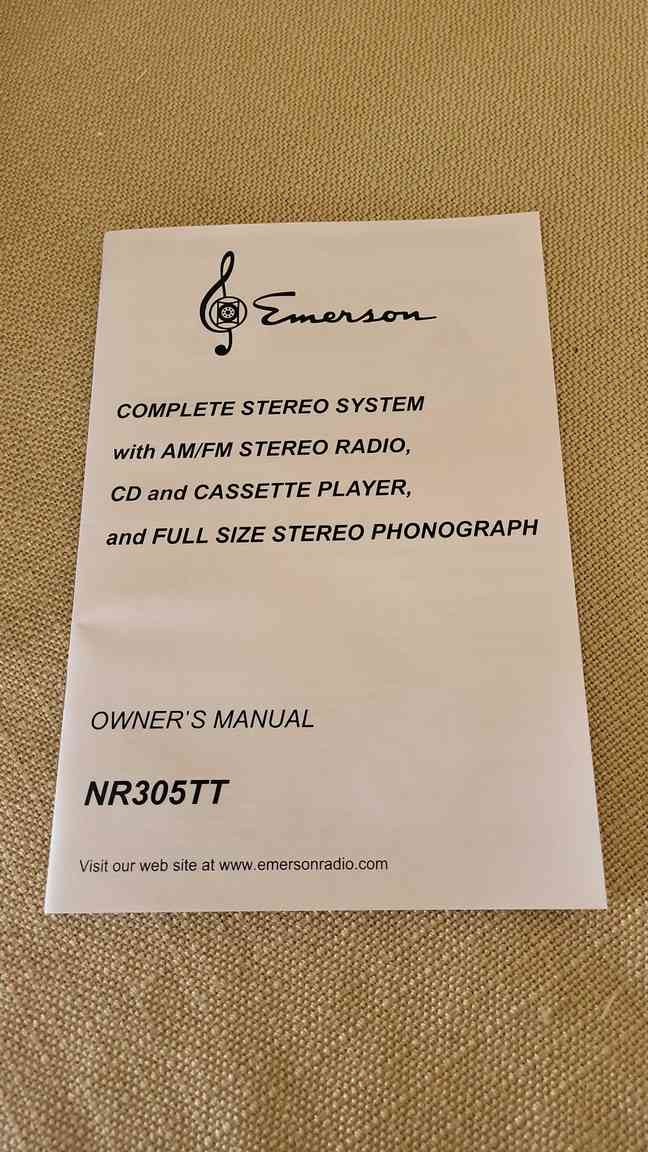 Emerson
COMPLETE STEREO SYSTEM
with AM/FM STEREO RADIO,
CD and CASSETTE PLAYER,
and FULL SIZE STEREO PHONOGRAPH
OWNER'S MANUAL
NR305TT
Visit our web site at www.emersonradio.com